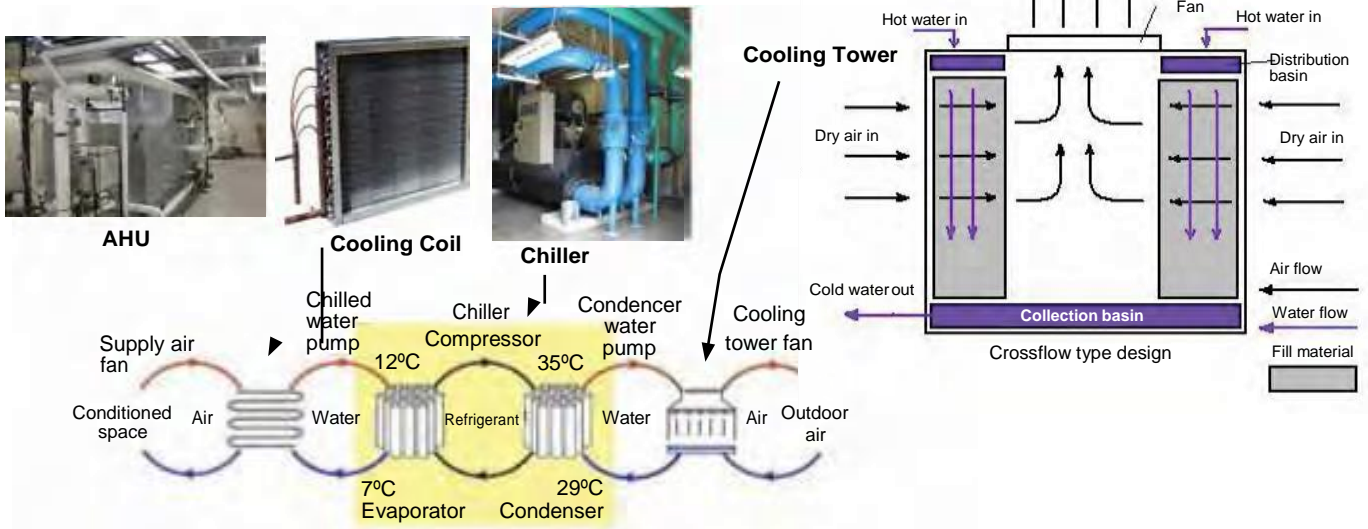 AHU
Cooling Coil
Chiller
Cooling Tower
Hot water in
Fan
Hot water in
Distribution
basin
Dry air in
Dry air in
Air flow
Cold water out
Water flow
Collection basin
Fill material
Crossflow type design
Supply air
fan
Chilled
water
pump
Chiller
Compressor
Condencer
water
pump
Cooling
tower fan
12ºC
35ºC
Conditioned
space
Air
Water
Refrigerant
Water
Air
Outdoor
air
7ºC
Evaporator
29ºC
Condenser